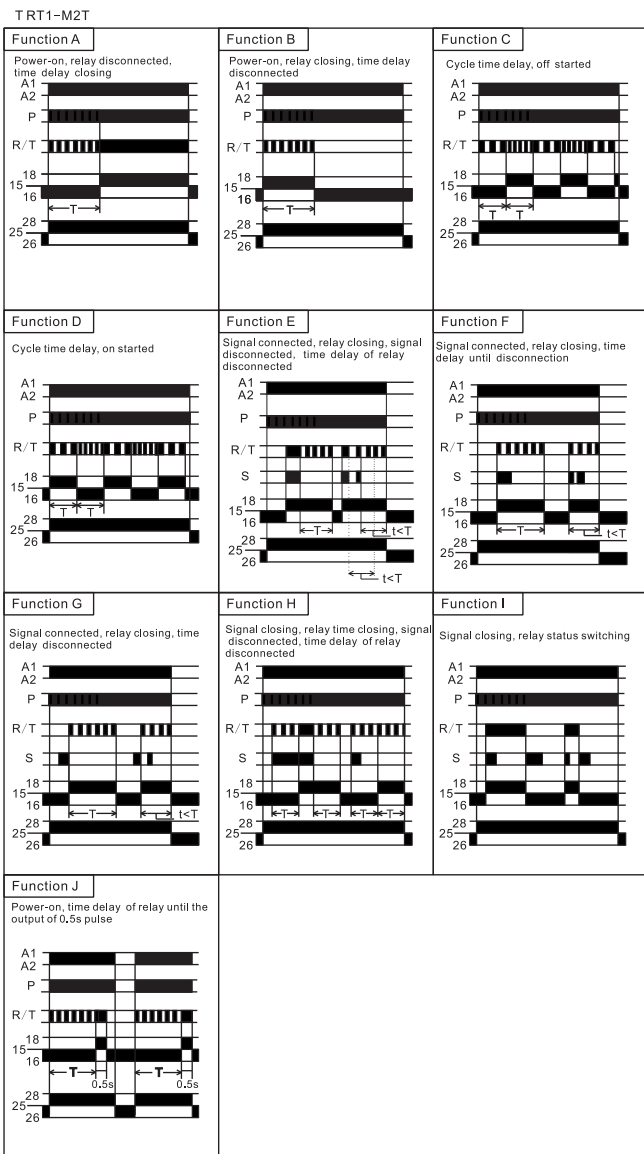 TRT1-M2T
Function A
Power-on, relay disconnected,
time delay closing
A1
A2
P
R/T
18
15
16
T
28
25
26
Function B
Power-on, relay closing, time delay
disconnected
A1
A2
P
R/T
18
15
16
T
28
25
26
Function C
Cycle time delay, off started
A1
A2
P
R/T
18
15
16
T T
28
25
26
Function D
Cycle time delay, on started
A1
A2
P
R/T
18
15
16
T T
28
25
26
Function E
Signal connected, relay closing, signal
disconnected, time delay of relay
disconnected
A1
A2
P
R/T
S
18
15
16
T
t<T
28
25
26
t<T
Function F
Signal connected, relay closing, time
delay until disconnection
A1
A2
P
R/T
S
18
15
16
T
t<T
28
25
26
Function G
Signal connected, relay closing, time
delay disconnected
A1
A2
P
R/T
S
18
15
16
T
t<T
28
25
26
Function H
Signal closing, relay time closing, signal
disconnected, time delay of relay
disconnected
A1
A2
P
R/T
S
18
15
16
T T T T
28
25
26
Function I
Signal closing, relay status switching
A1
A2
P
R/T
S
18
15
16
28
25
26
Function J
Power-on, time delay of relay until the
output of 0.5s pulse
A1
A2
P
R/T
18
15
16
T T
0.5s 0.5s
28
25
26